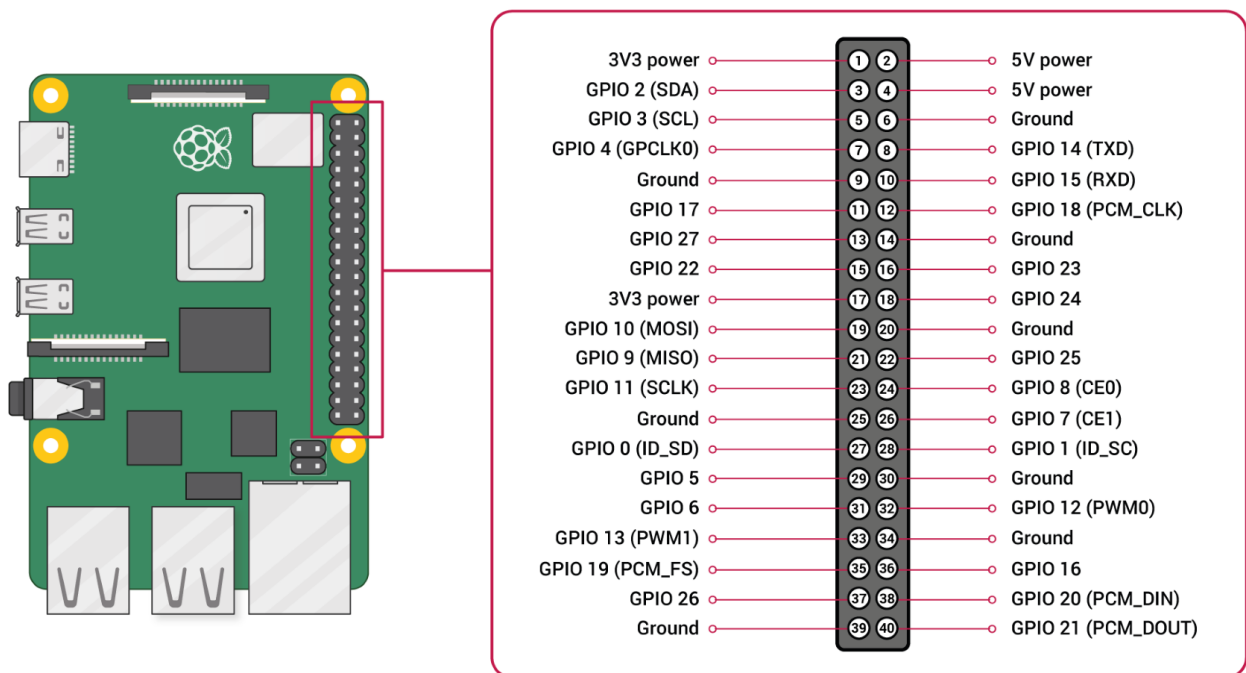 3V3 power 1 2 5V power
GPIO 2 (SDA) 3 4 5V power
GPIO 3 (SCL) 5 6 Ground
GPIO 4 (GPCLK0) 7 8 GPIO 14 (TXD)
Ground 9 10 GPIO 15 (RXD)
GPIO 17 11 12 GPIO 18 (PCM_CLK)
GPIO 27 13 14 Ground
GPIO 22 15 16 GPIO 23
3V3 power 17 18 GPIO 24
GPIO 10 (MOSI) 19 20 Ground
GPIO 9 (MISO) 21 22 GPIO 25
GPIO 11 (SCLK) 23 24 GPIO 8 (CE0)
Ground 25 26 GPIO 7 (CE1)
GPIO 0 (ID_SD) 27 28 GPIO 1 (ID_SC)
GPIO 5 29 30 Ground
GPIO 6 31 32 GPIO 12 (PWM0)
GPIO 13 (PWM1) 33 34 Ground
GPIO 19 (PCM_FS) 35 36 GPIO 16
GPIO 26 37 38 GPIO 20 (PCM_DIN)
Ground 39 40 GPIO 21 (PCM_DOUT)